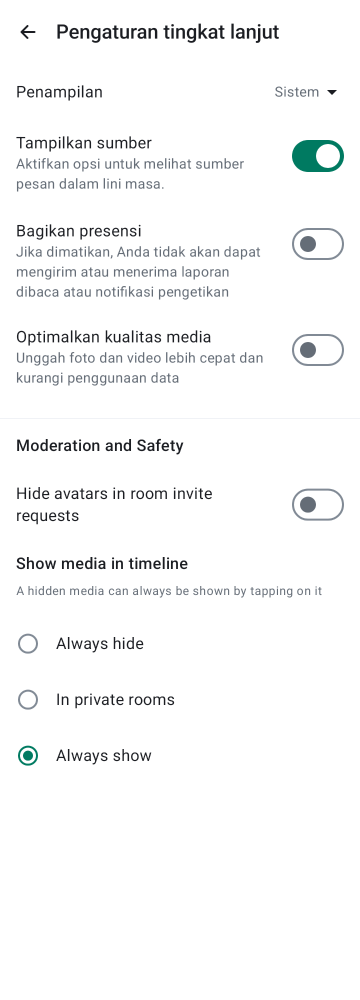 Pengaturan tingkat lanjut
Penampilan
Sistem
Tampilkan sumber
Aktifkan opsi untuk melihat sumber
pesan dalam lini masa.
Bagikan presensi
Jika dimatikan, Anda tidak akan dapat
mengirim atau menerima laporan
dibaca atau notifikasi pengetikan
Optimalkan kualitas media
Unggah foto dan video lebih cepat dan
kurangi penggunaan data
Moderation and Safety
Hide avatars in room invite
requests
Show media in timeline
A hidden media can always be shown by tapping on it
Always hide
In private rooms
Always show